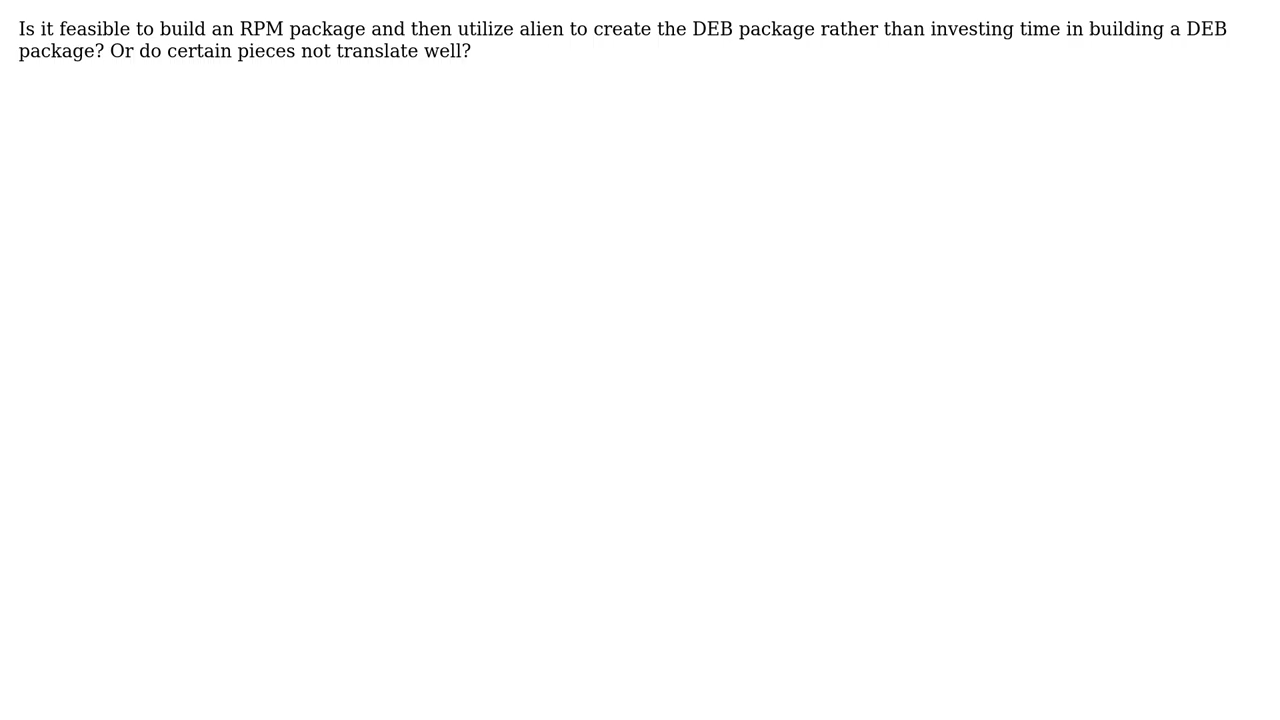 Is it feasible to build an RPM package and then utilize alien to create the DEB package rather than investing time in building a DEB
package? Or do certain pieces not translate well?